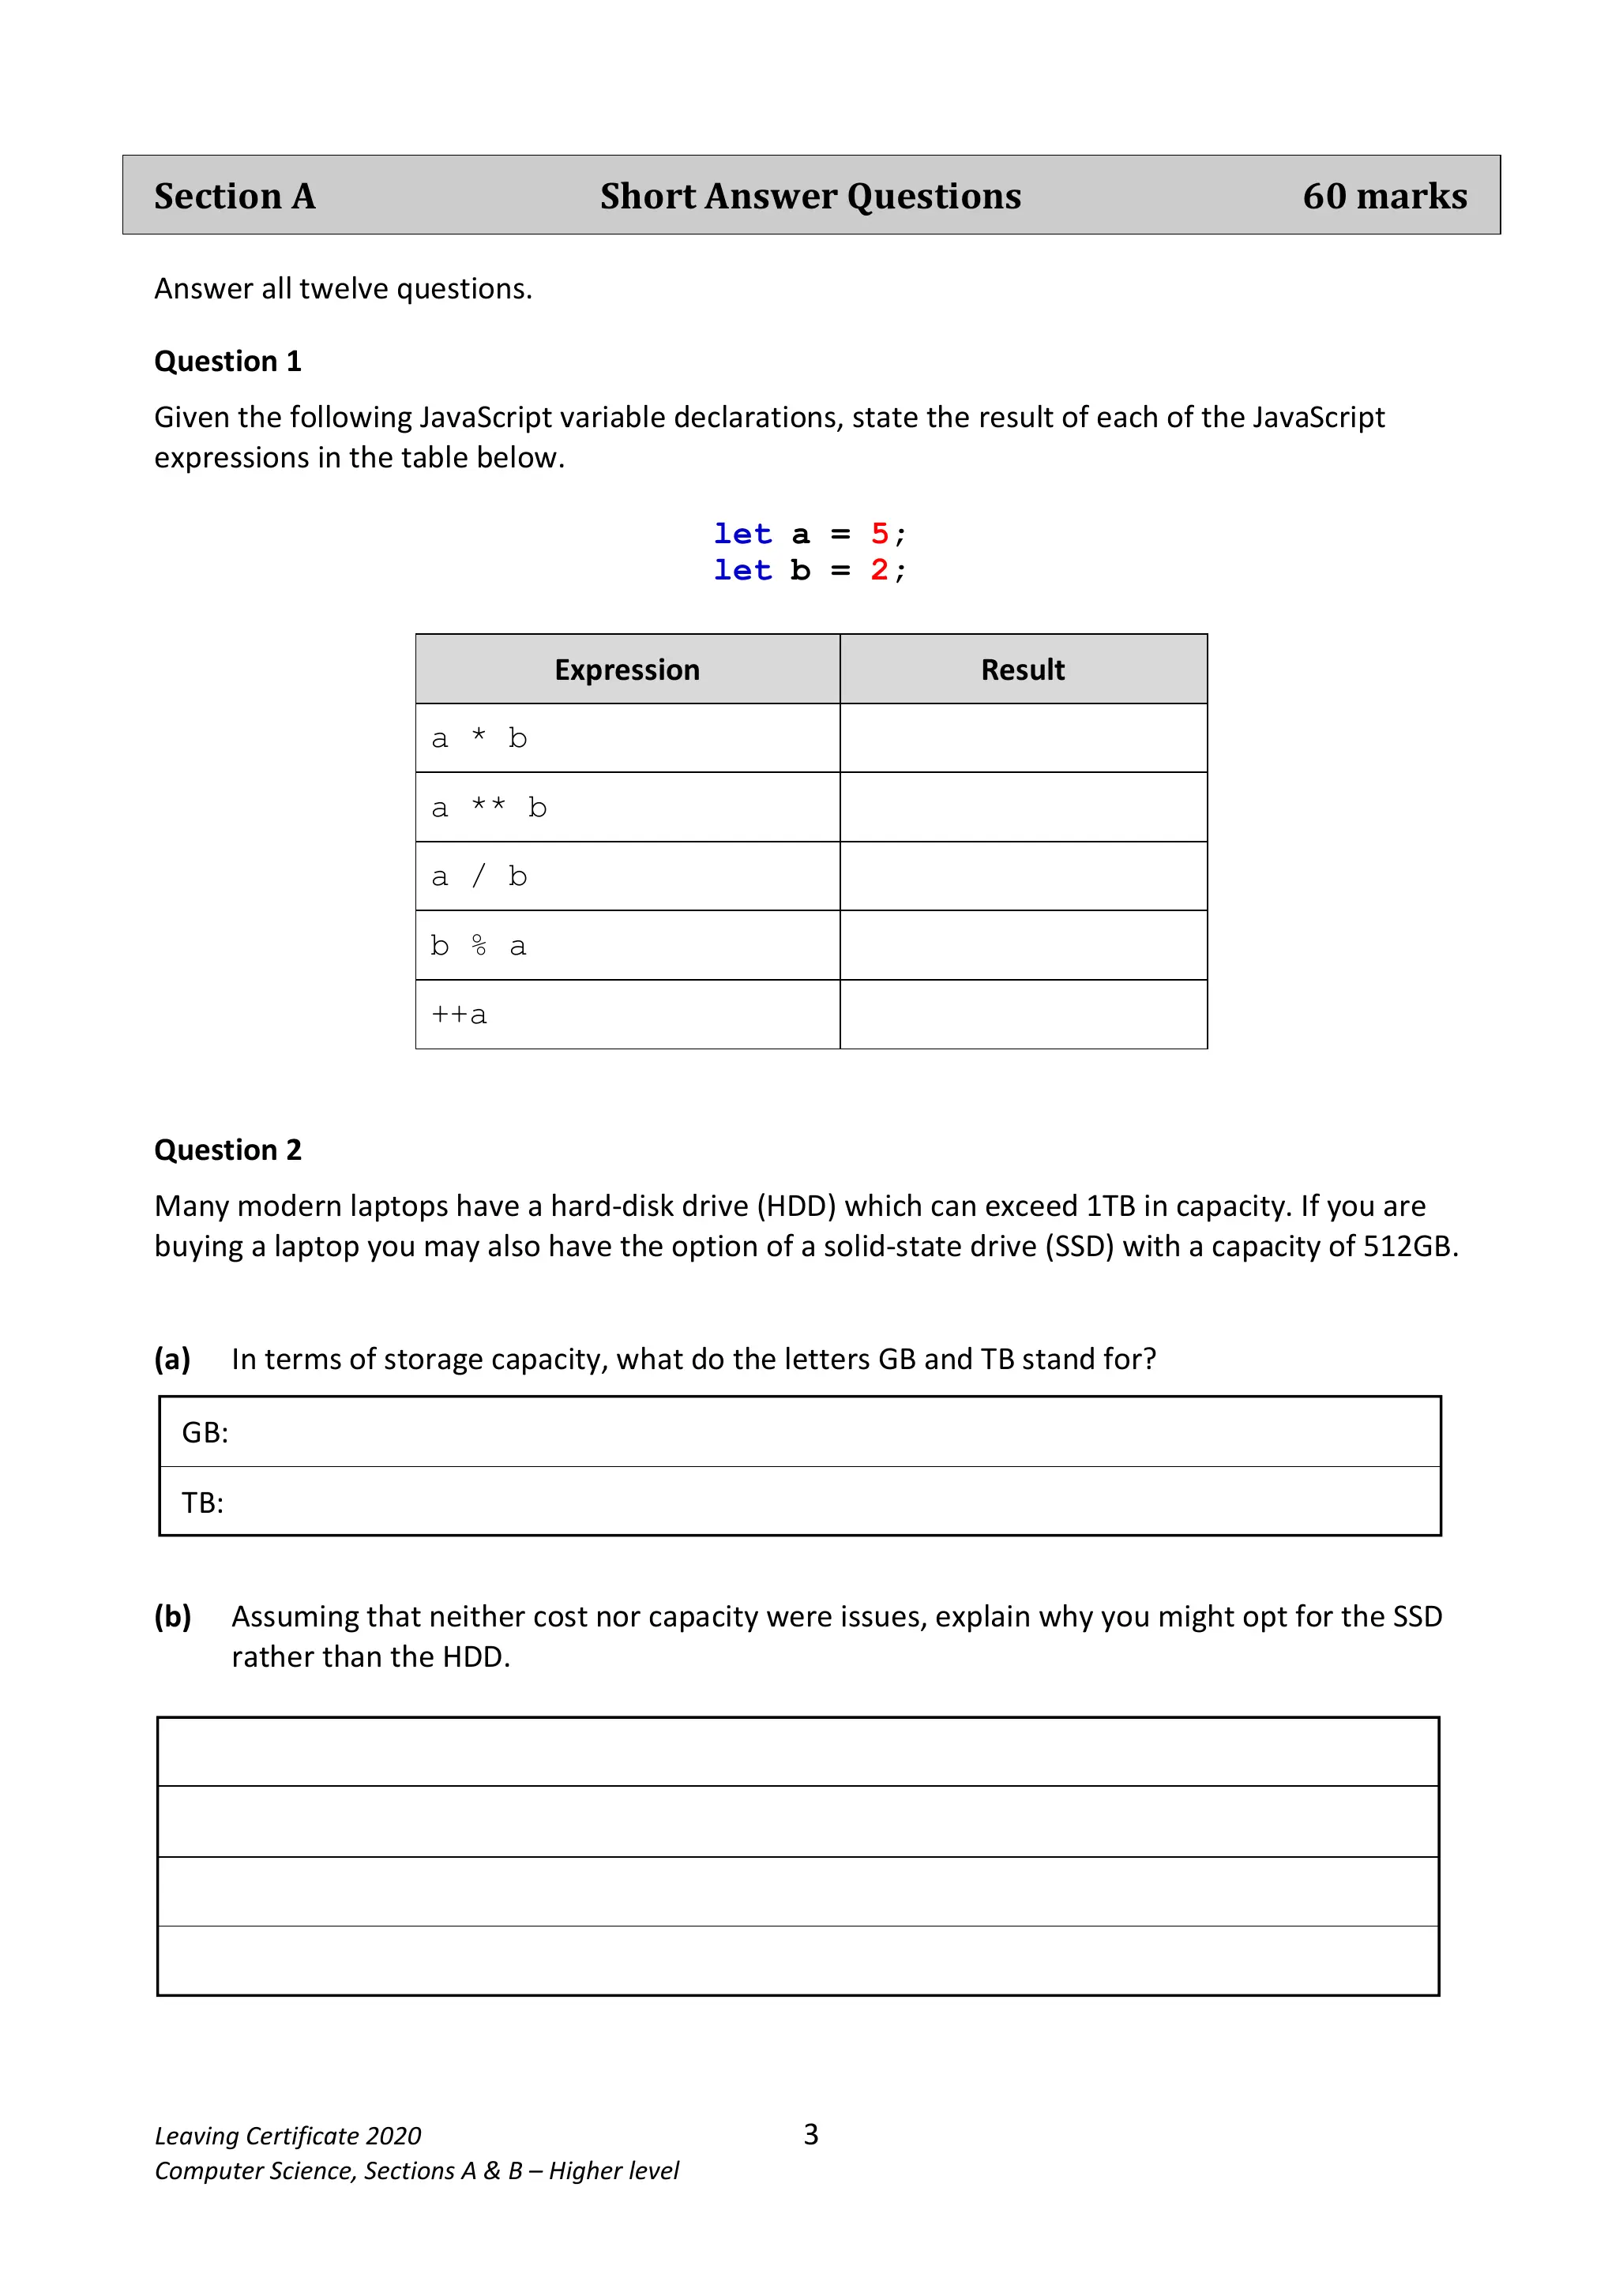 Section A Short Answer Questions 60 marks
Answer all twelve questions.
Question 1
Given the following JavaScript variable declarations, state the result of each of the JavaScript
expressions in the table below.
let a = 5;
let b = 2;
Expression Result
a * b
a ** b
a / b
b % a
++a
Question 2
Many modern laptops have a hard-disk drive (HDD) which can exceed 1TB in capacity. If you are
buying a laptop you may also have the option of a solid-state drive (SSD) with a capacity of 512GB.
(a) In terms of storage capacity, what do the letters GB and TB stand for?
GB:
TB:
(b) Assuming that neither cost nor capacity were issues, explain why you might opt for the SSD
rather than the HDD.
Leaving Certificate 2020 3
Computer Science, Sections A & B – Higher level